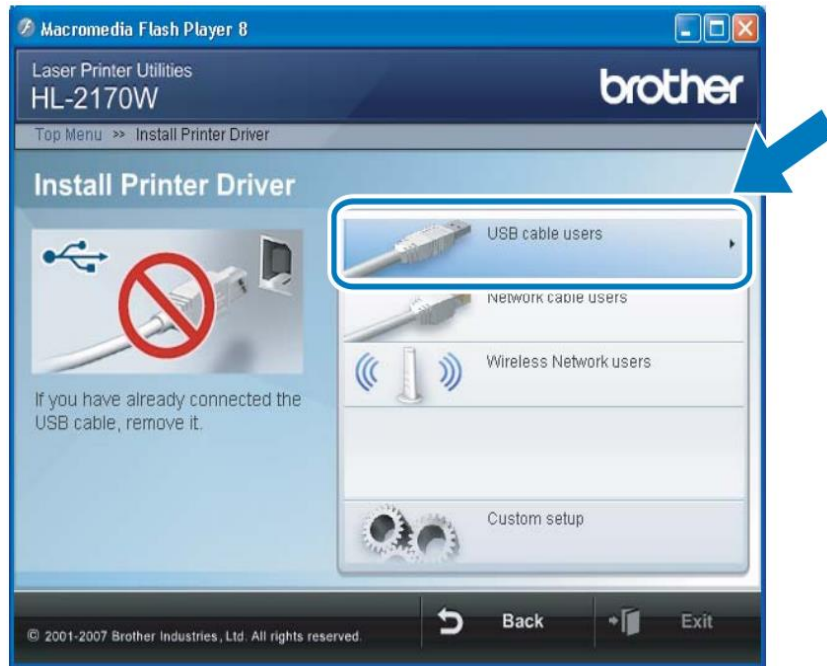 Macromedia Flash Player 8
Laser Printer Utilities
HL-2170W
brother
Top Menu >> Install Printer Driver
Install Printer Driver
USB cable users
Network cable users
Wireless Network users
If you have already connected the
USB cable, remove it.
Custom setup
© 2001-2007 Brother Industries, Ltd. All rights reserved.
Back
Exit